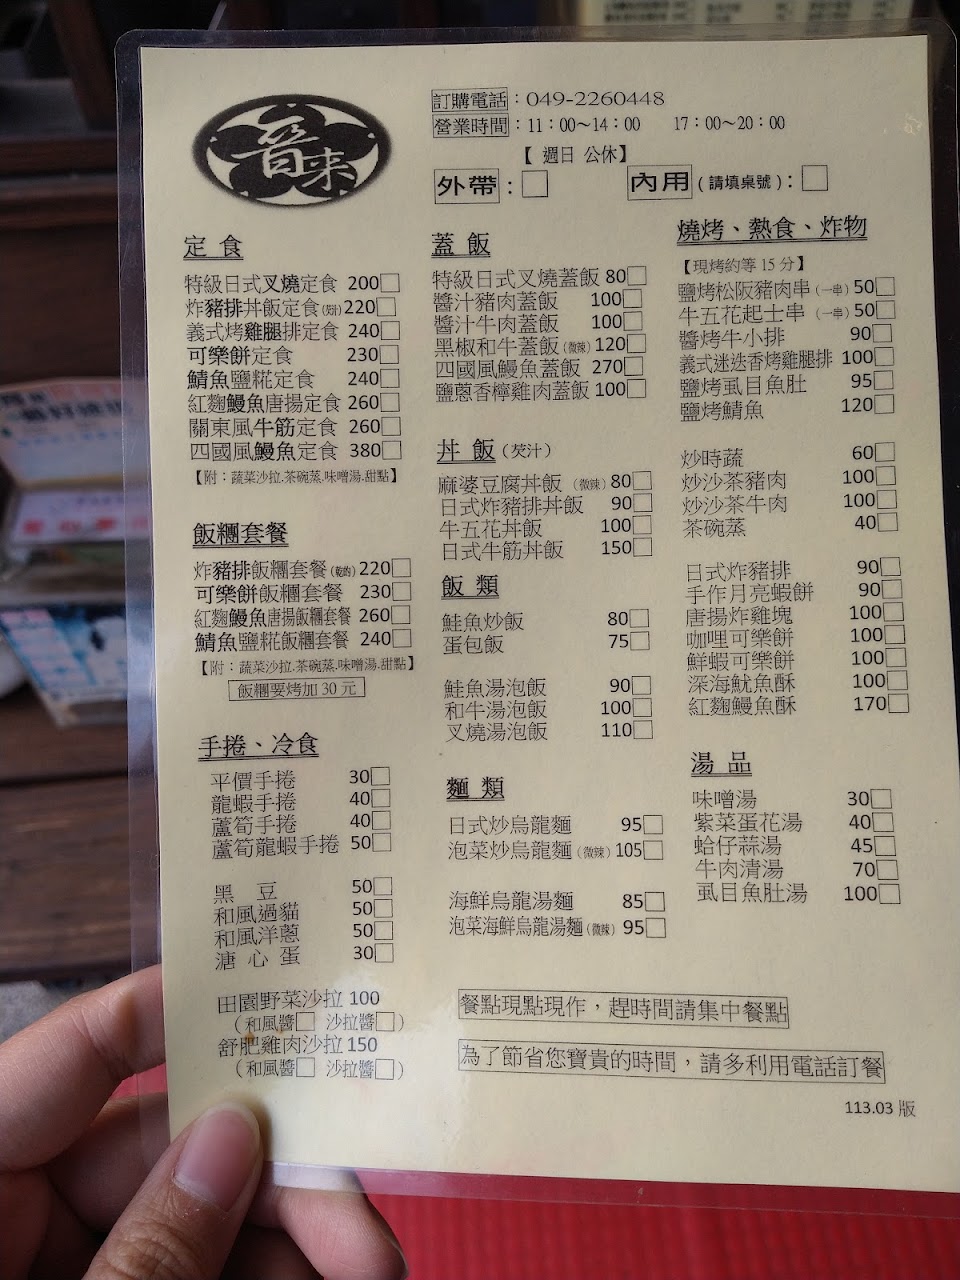 訂購電話：049-2260448
營業時間：11：00～14：00　17：00～20：00
【 週日 公休】
外帶：□　內用（請填桌號）：□
定 食
特級日式叉燒定食 200□
炸豬排丼飯定食 220□
義式烤雞腿排定食 240□
可樂餅定食 230□
鯖魚鹽糀定食 240□
紅麴鰻魚唐揚定食 260□
關東風牛筋定食 260□
四國風鰻魚定食 380□
【附：蔬菜沙拉.茶碗蒸.味噌湯.甜點】
飯糰套餐
炸豬排飯糰套餐 220□
可樂餅飯糰套餐 230□
紅麴鰻魚唐揚飯糰套餐 260□
鯖魚鹽糀飯糰套餐 240□
【附：蔬菜沙拉.茶碗蒸.味噌湯.甜點】
飯糰要烤加 30 元
手捲、冷食
平價手捲 30□
龍蝦手捲 40□
蘆筍手捲 40□
蘆筍龍蝦手捲 50□
黑 豆 50□
和風過貓 50□
和風洋蔥 50□
溏 心 蛋 30□
田園野菜沙拉 100
（和風醬□ 沙拉醬□）
舒肥雞肉沙拉 150
（和風醬□ 沙拉醬□）
蓋 飯
特級日式叉燒蓋飯 80□
醬汁豬肉蓋飯 100□
醬汁牛肉蓋飯 100□
黑椒和牛蓋飯(微辣) 120□
四國風鰻魚蓋飯 270□
鹽蔥香檸雞肉蓋飯 100□
丼 飯（焿汁）
麻婆豆腐丼飯 (微辣) 80□
日式炸豬排丼飯 90□
牛五花丼飯 100□
日式牛筋丼飯 150□
飯 類
鮭魚炒飯 80□
蛋包飯 75□
鮭魚湯泡飯 90□
和牛湯泡飯 100□
叉燒湯泡飯 110□
麵 類
日式炒烏龍麵 95□
泡菜炒烏龍麵 (微辣) 105□
海鮮烏龍湯麵 85□
泡菜海鮮烏龍湯麵 (微辣) 95□
燒烤、熱食、炸物
【現烤約等 15 分】
鹽烤松阪豬肉串 (一串) 50□
牛五花起士串 (一串) 50□
醬烤牛小排 90□
義式迷迭香烤雞腿排 100□
鹽烤虱目魚肚 95□
鹽烤鯖魚 120□
炒時蔬 60□
炒沙茶豬肉 100□
炒沙茶牛肉 100□
茶碗蒸 40□
日式炸豬排 90□
手作月亮蝦餅 90□
唐揚炸雞塊 100□
咖哩可樂餅 100□
鮮蝦可樂餅 100□
深海魷魚酥 100□
紅麴鰻魚酥 170□
湯 品
味噌湯 30□
紫菜蛋花湯 40□
蛤仔蒜湯 45□
牛肉清湯 70□
虱目魚肚湯 100□
餐點現點現作，趕時間請集中餐點
為了節省您寶貴的時間，請多利用電話訂餐
113.03 版